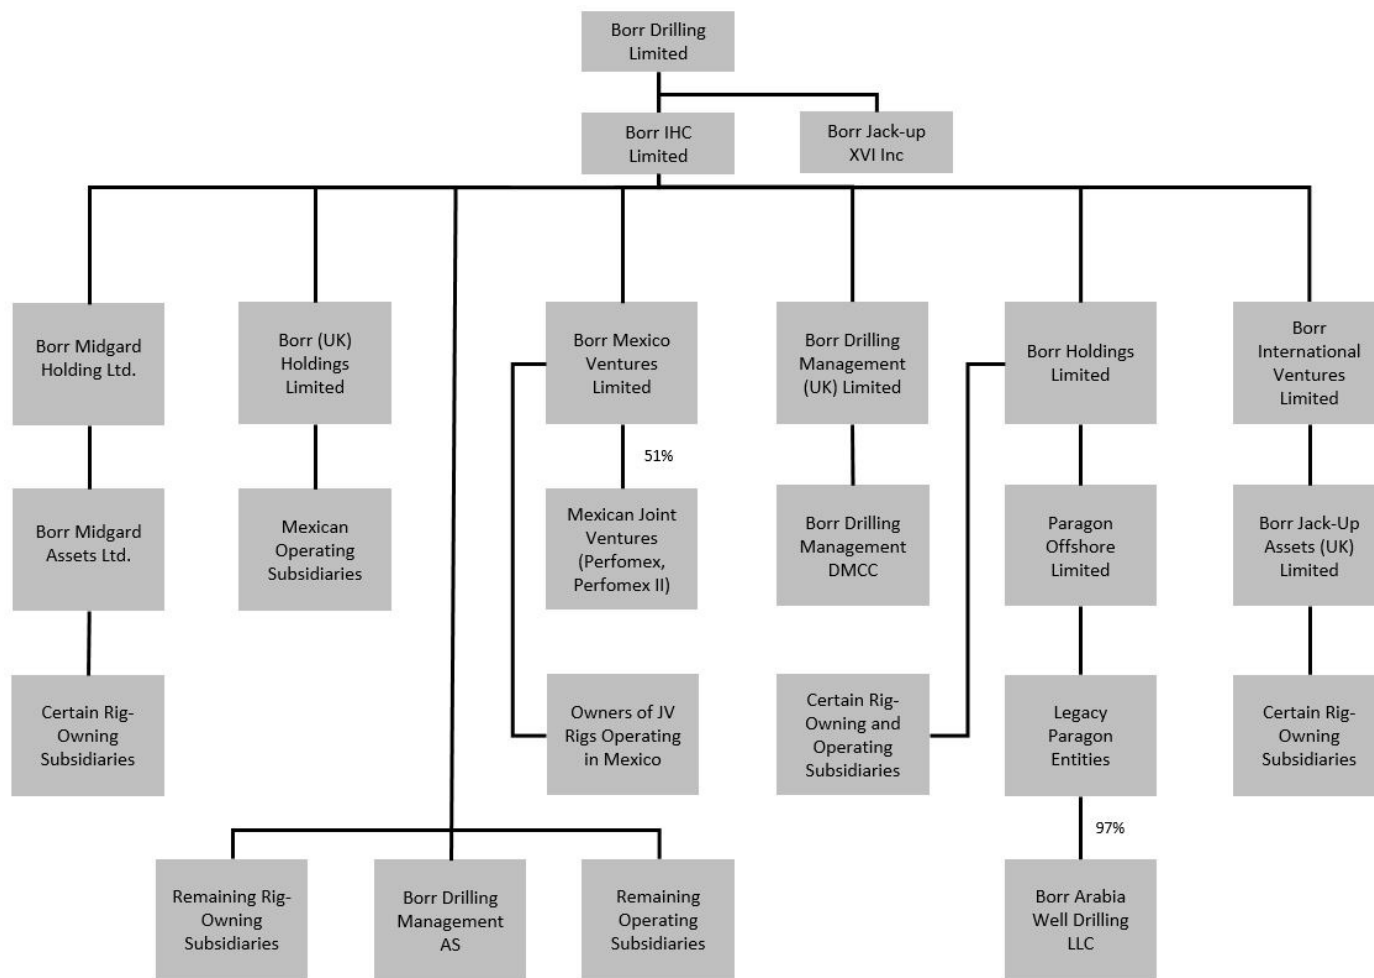 Borr Drilling
Limited
Borr IHC
Limited
Borr Jack-up
XVI Inc
Borr Midgard
Holding Ltd.
Borr (UK)
Holdings
Limited
Borr Mexico
Ventures
Limited
Borr Drilling
Management
(UK) Limited
Borr Holdings
Limited
Borr
International
Ventures
Limited
51%
Borr Midgard
Assets Ltd.
Mexican
Operating
Subsidiaries
Mexican Joint
Ventures
(Perfomex,
Perfomex II)
Borr Drilling
Management
DMCC
Paragon
Offshore
Limited
Borr Jack-Up
Assets (UK)
Limited
Certain Rig-
Owning
Subsidiaries
Owners of JV
Rigs Operating
in Mexico
Certain Rig-
Owning and
Operating
Subsidiaries
Legacy
Paragon
Entities
Certain Rig-
Owning
Subsidiaries
97%
Remaining Rig-
Owning
Subsidiaries
Borr Drilling
Management
AS
Remaining
Operating
Subsidiaries
Borr Arabia
Well Drilling
LLC